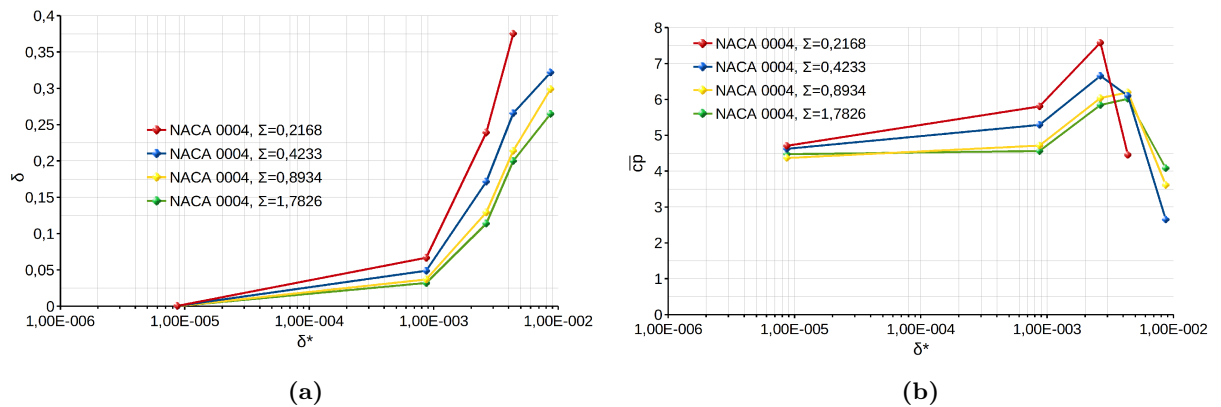 0,4
0,35
0,3
0,25
0,2
0,15
0,1
0,05
0
δ
NACA 0004, Σ=0,2168
NACA 0004, Σ=0,4233
NACA 0004, Σ=0,8934
NACA 0004, Σ=1,7826
1,00E-006 1,00E-005 1,00E-004 1,00E-003 1,00E-002
δ*
(a)
8
7
6
5
4
3
2
1
0
c̅p̅
NACA 0004, Σ=0,2168
NACA 0004, Σ=0,4233
NACA 0004, Σ=0,8934
NACA 0004, Σ=1,7826
1,00E-006 1,00E-005 1,00E-004 1,00E-003 1,00E-002
δ*
(b)